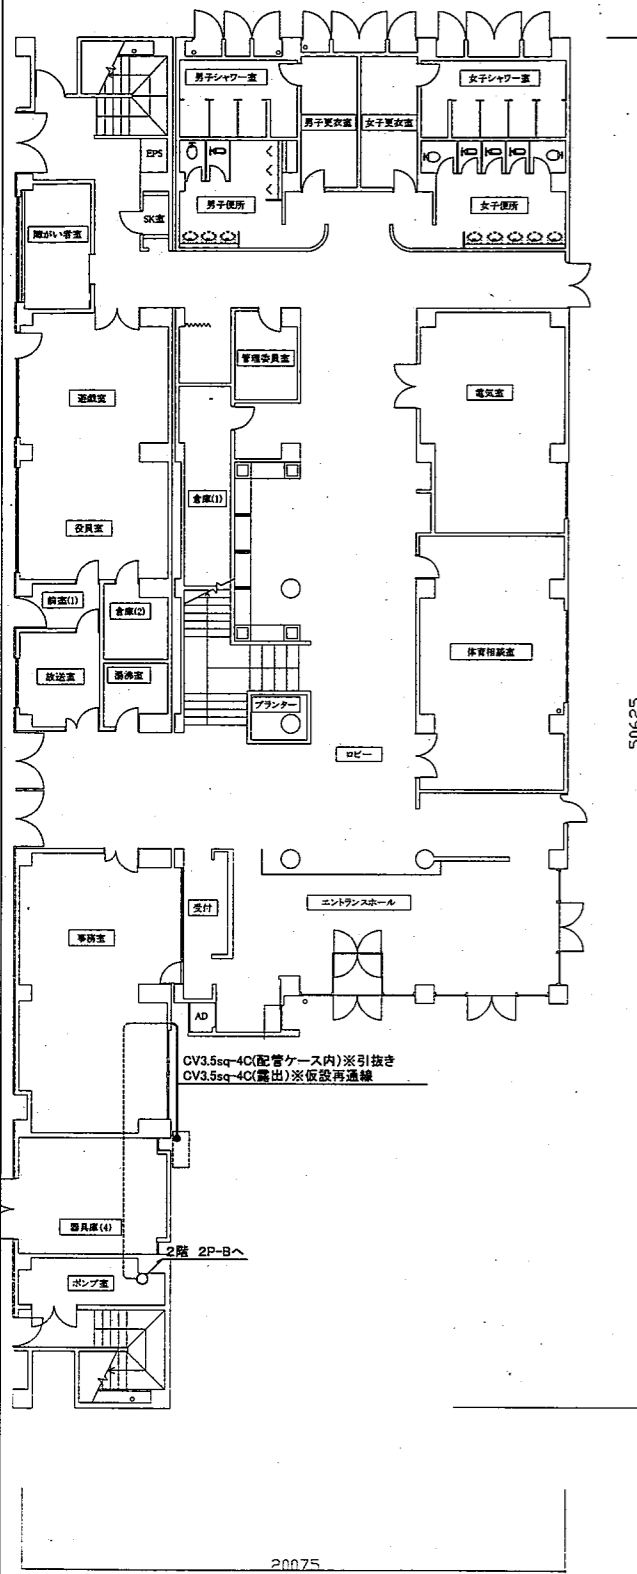 男子シャワー室
女子シャワー室
男子更衣室
女子更衣室
EPS
SK室
男子便所
女子便所
障がい者室
管理委員室
電気室
遊戯室
倉庫(1)
役員室
前室(1)
倉庫(2)
体育相談室
放送室
湯沸室
プランター
ロビー
50625
受付
エントランスホール
事務室
AD
CV3.5sq-4C(配管ケース内)※引抜き
CV3.5sq-4C(露出)※仮設再通線
器具庫(4)
2階 2P-Bへ
ポンプ室
20075